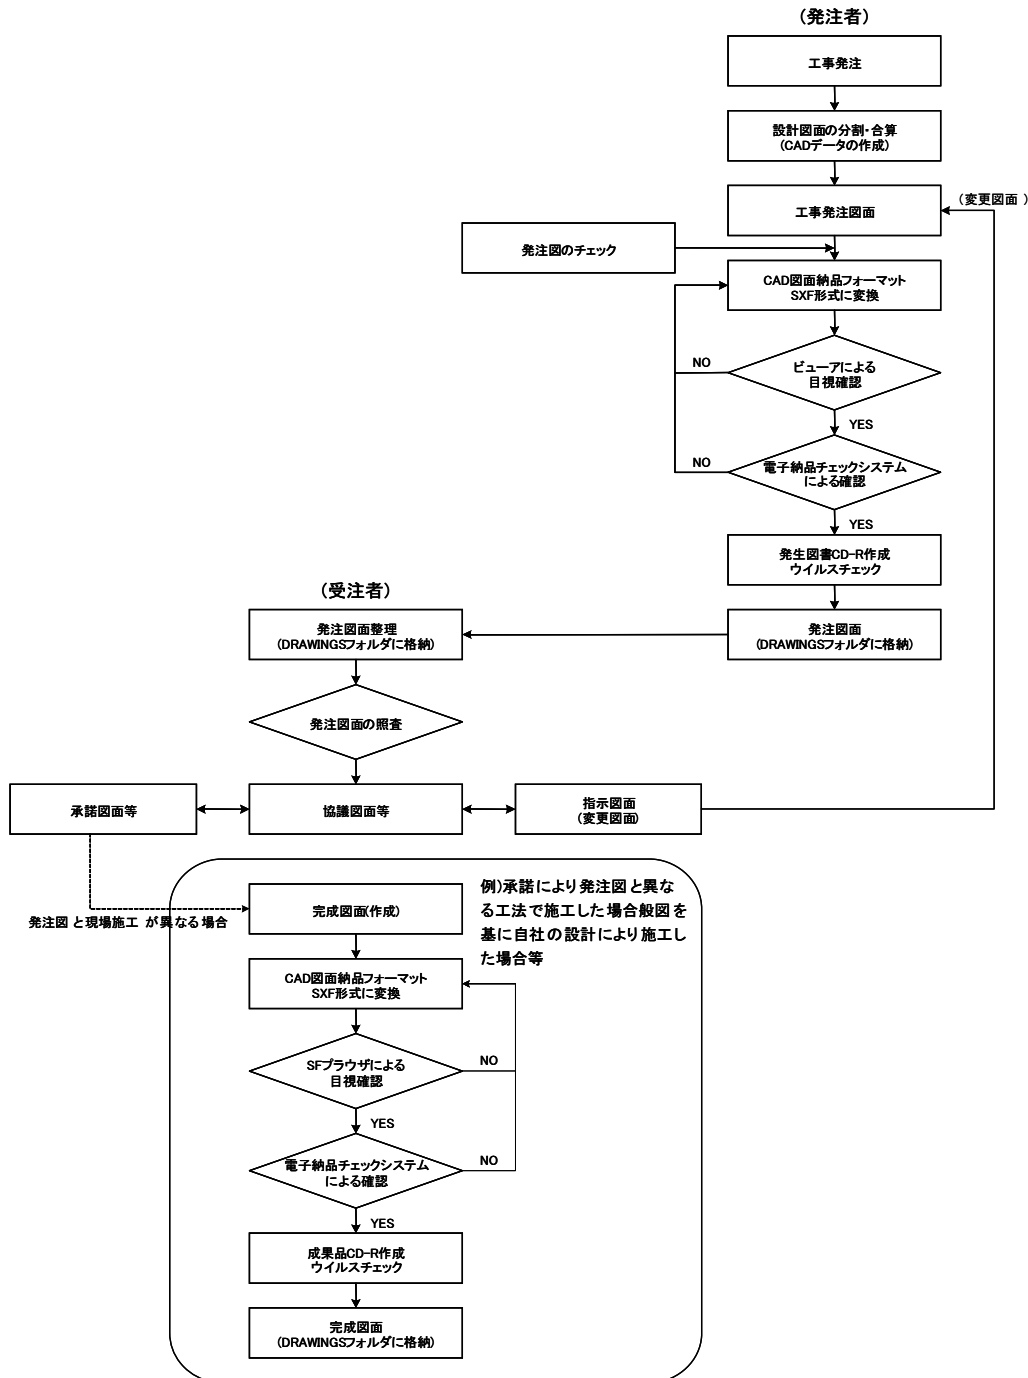 （発注者）
工事発注
設計図面の分割・合算
(CADデータの作成)
工事発注図面
（変更図面 ）
発注図のチェック
CAD図面納品フォーマット
SXF形式に変換
ビューアによる
目視確認
NO
YES
電子納品チェックシステム
による確認
NO
YES
発生図書CD-R作成
ウイルスチェック
発注図面
(DRAWINGSフォルダに格納)
（受注者）
発注図面整理
(DRAWINGSフォルダに格納)
発注図面の照査
承諾図面等
協議図面等
指示図面
(変更図面)
発注図 と現場施工 が異なる場合
例)承諾により発注図と異な
る工法で施工した場合般図を
基に自社の設計により施工し
た場合等
完成図面(作成)
CAD図面納品フォーマット
SXF形式に変換
SFブラウザによる
目視確認
NO
YES
電子納品チェックシステム
による確認
NO
YES
成果品CD-R作成
ウイルスチェック
完成図面
(DRAWINGSフォルダに格納)